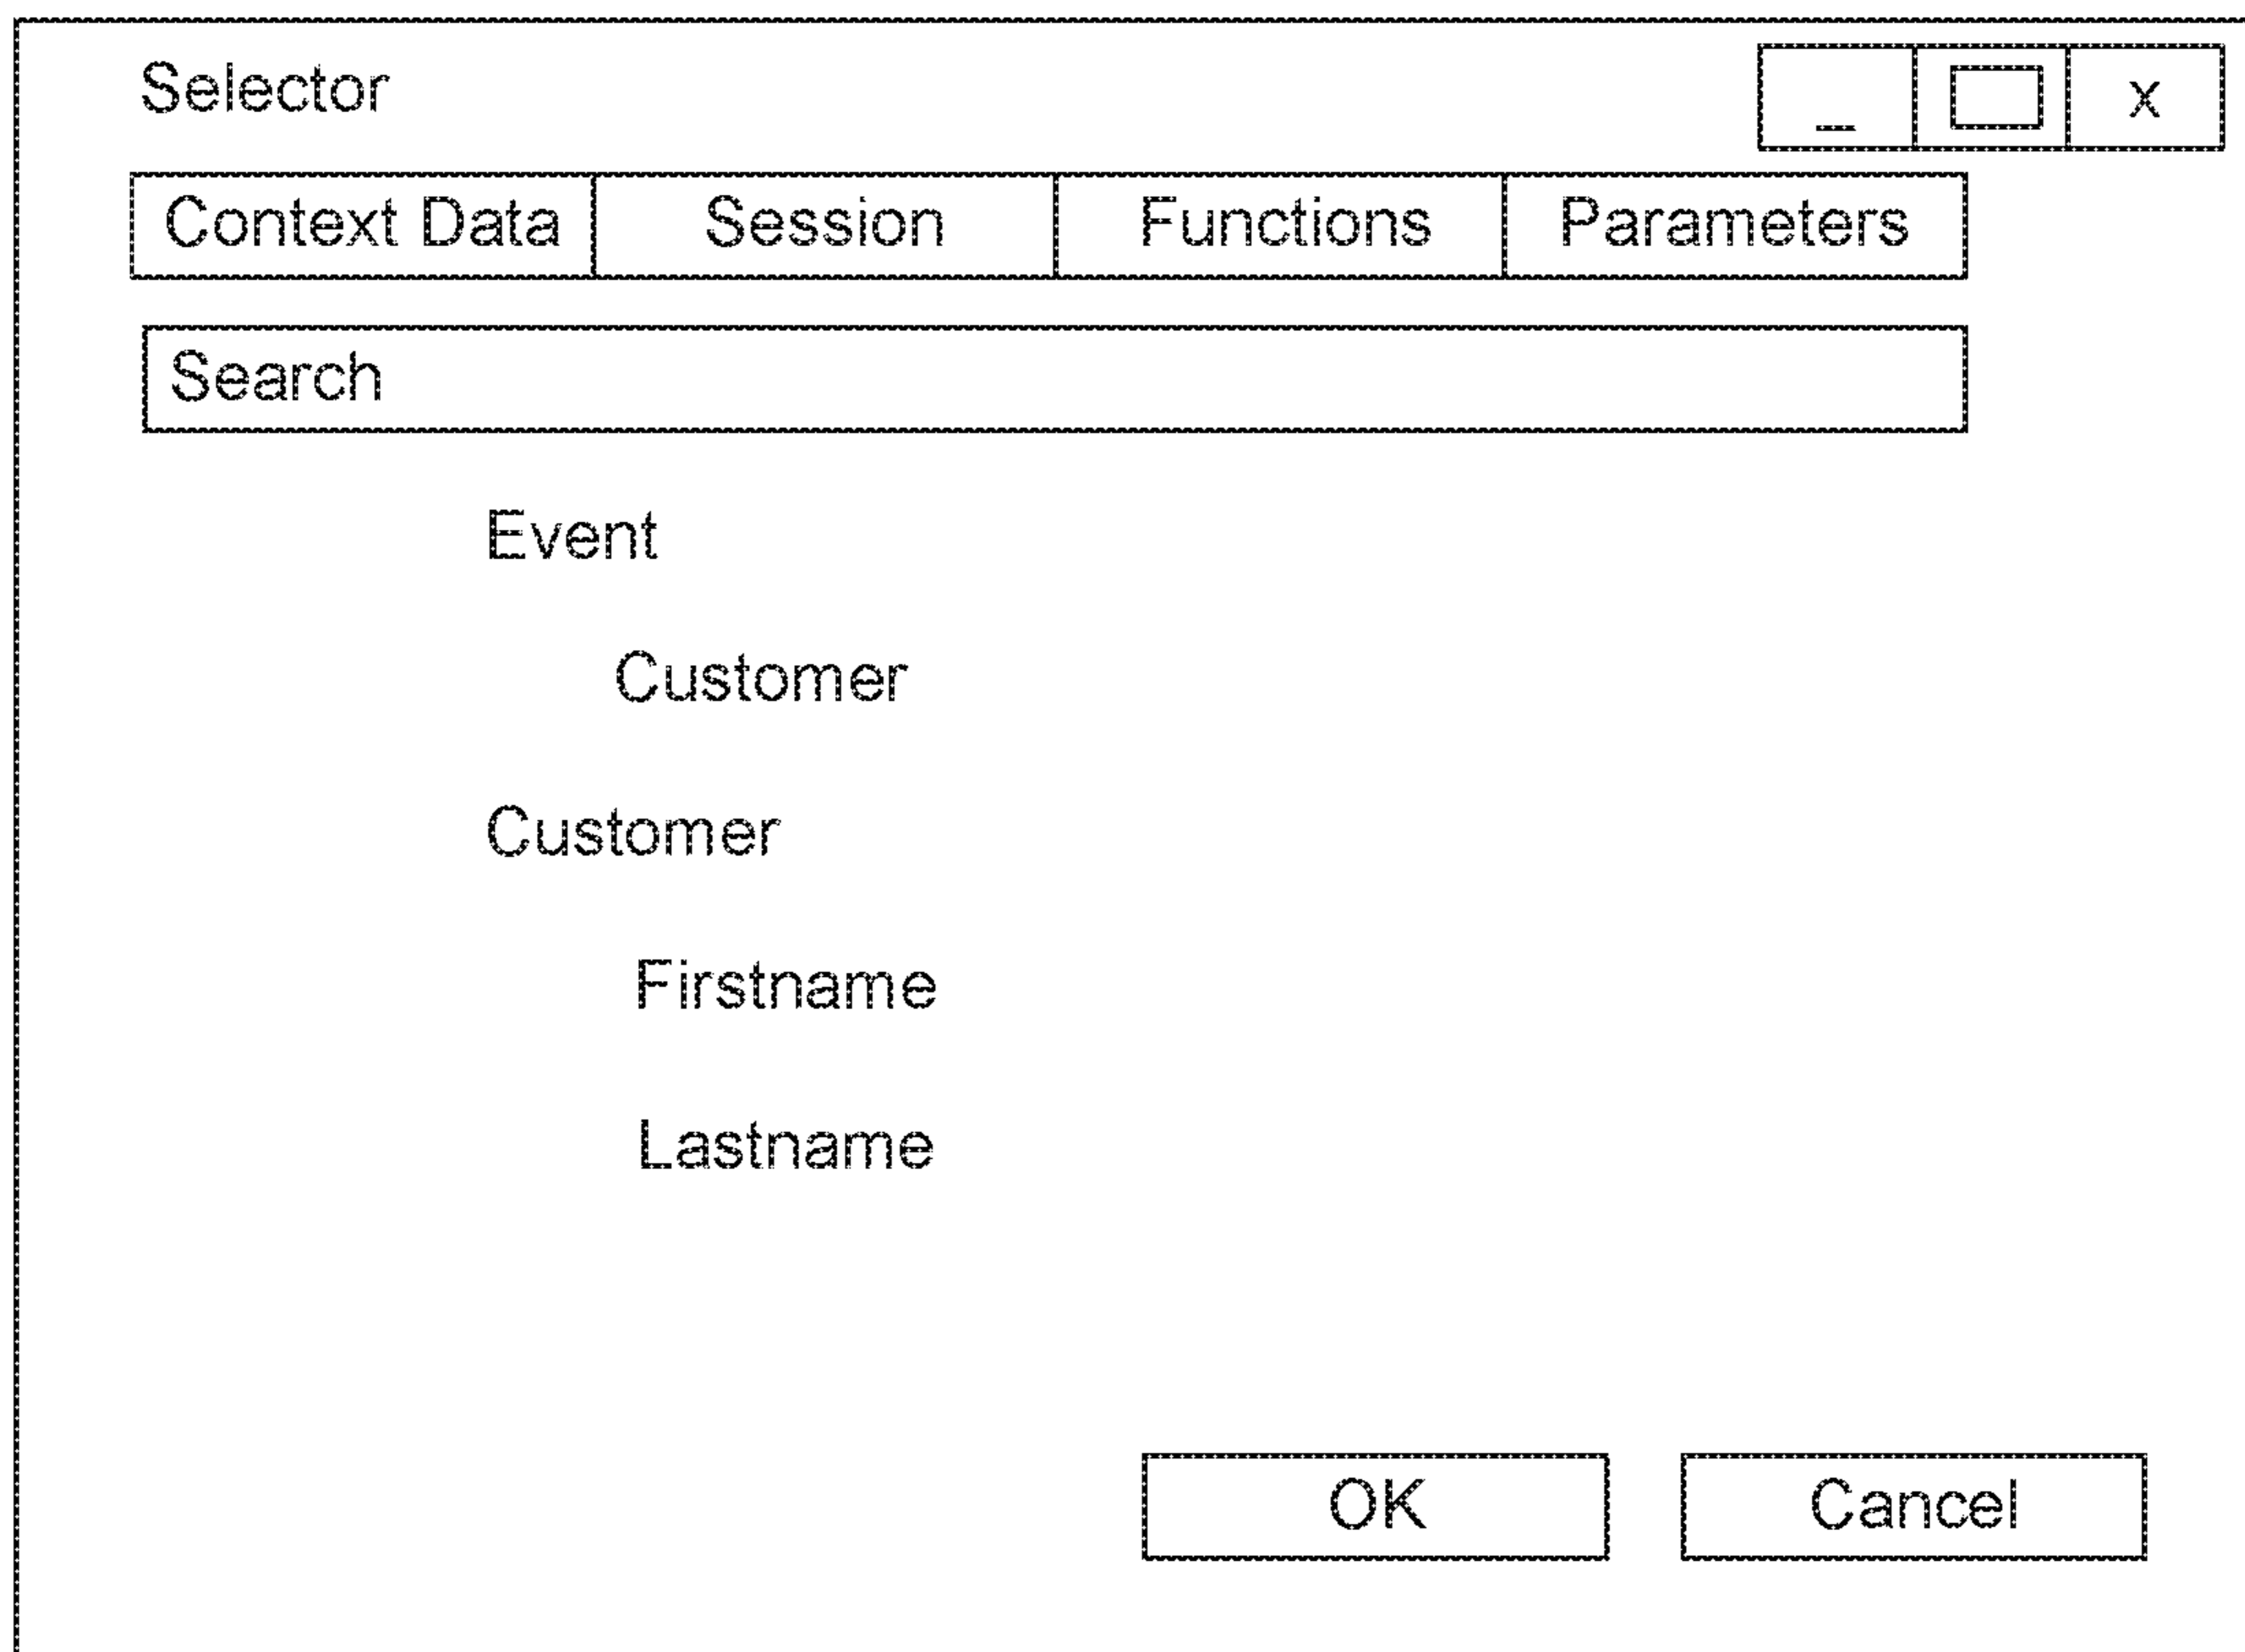 Selector
_ x
Context Data Session Functions Parameters
Search
Event
Customer
Customer
Firstname
Lastname
OK Cancel